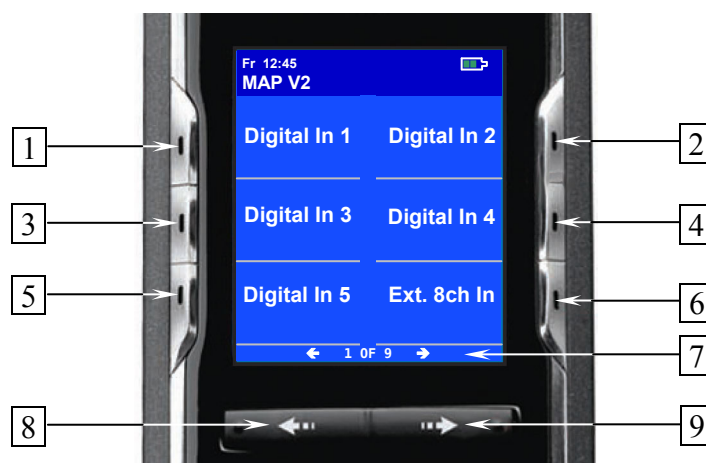 Fr 12:45
MAP V2
1
Digital In 1
Digital In 2
2
3
Digital In 3
Digital In 4
4
5
Digital In 5
Ext. 8ch In
6
1 OF 9
7
8
9